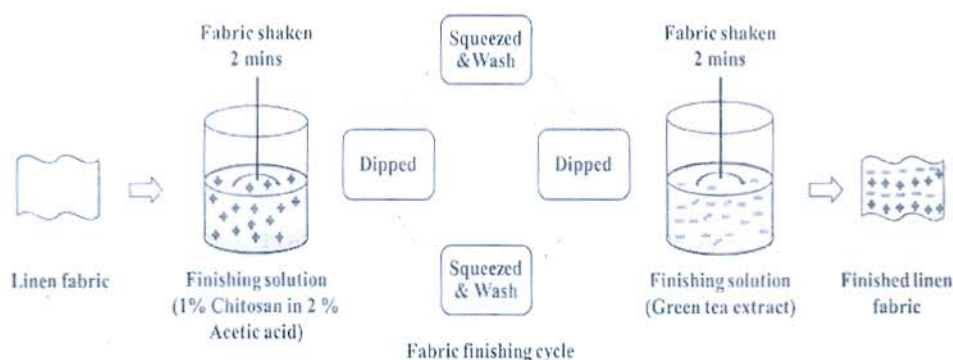 Fabric shaken
2 mins
Squeezed
& Wash
Fabric shaken
2 mins
Dipped
Dipped
Linen fabric
Finishing solution
(1% Chitosan in 2 %
Acetic acid)
Squeezed
& Wash
Finishing solution
(Green tea extract)
Finished linen
fabric
Fabric finishing cycle